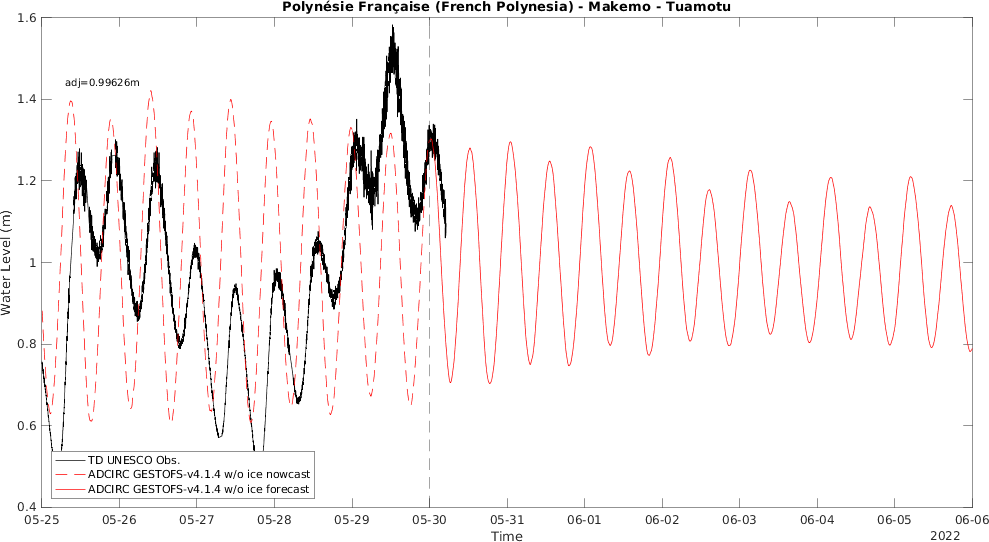 Polynésie Française (French Polynesia) - Makemo - Tuamotu
1.6
1.4
1.2
1
0.8
0.6
0.4
Water Level (m)
adj=0.99626m
TD UNESCO Obs.
ADCIRC GESTOFS-v4.1.4 w/o ice nowcast
ADCIRC GESTOFS-v4.1.4 w/o ice forecast
05-25 05-26 05-27 05-28 05-29 05-30 05-31 06-01 06-02 06-03 06-04 06-05 06-06
Time
2022